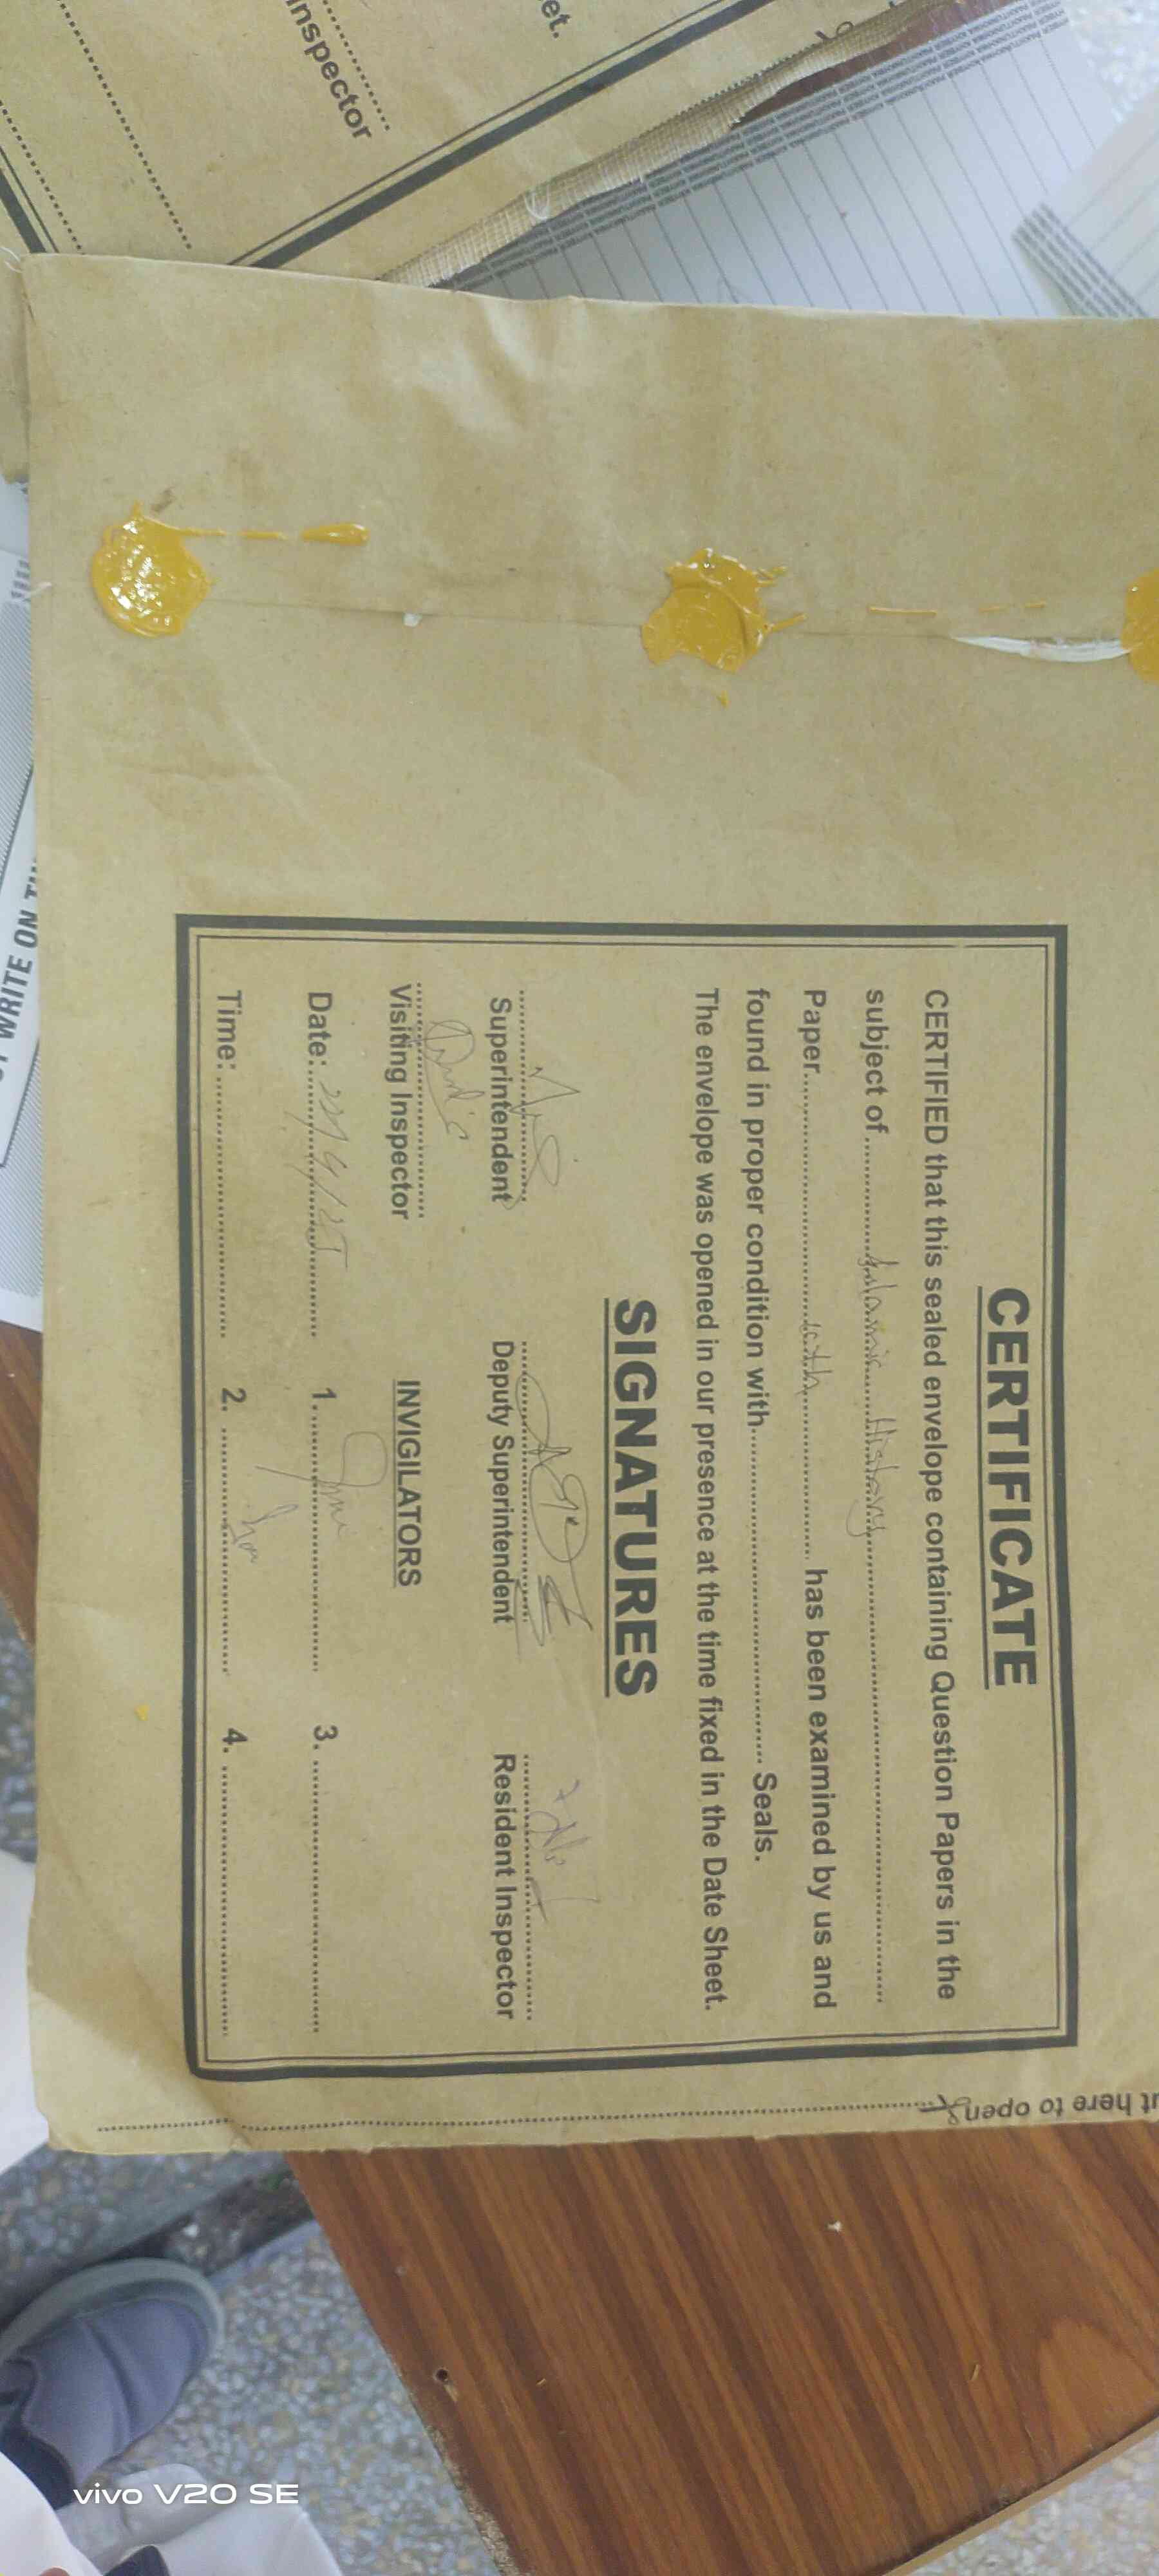 Inspector
et.
CERTIFICATE
CERTIFIED that this sealed envelope containing Question Papers in the
subject of Islamic History
Paper has been examined by us and
found in proper condition with Seals.
The envelope was opened in our presence at the time fixed in the Date Sheet.
SIGNATURES
Superintendent Deputy Superintendent Resident Inspector
Visiting Inspector INVIGILATORS
Date: 1. 3.
Time: 2. 4.
ut here to open
WRITE ON
vivo V20 SE